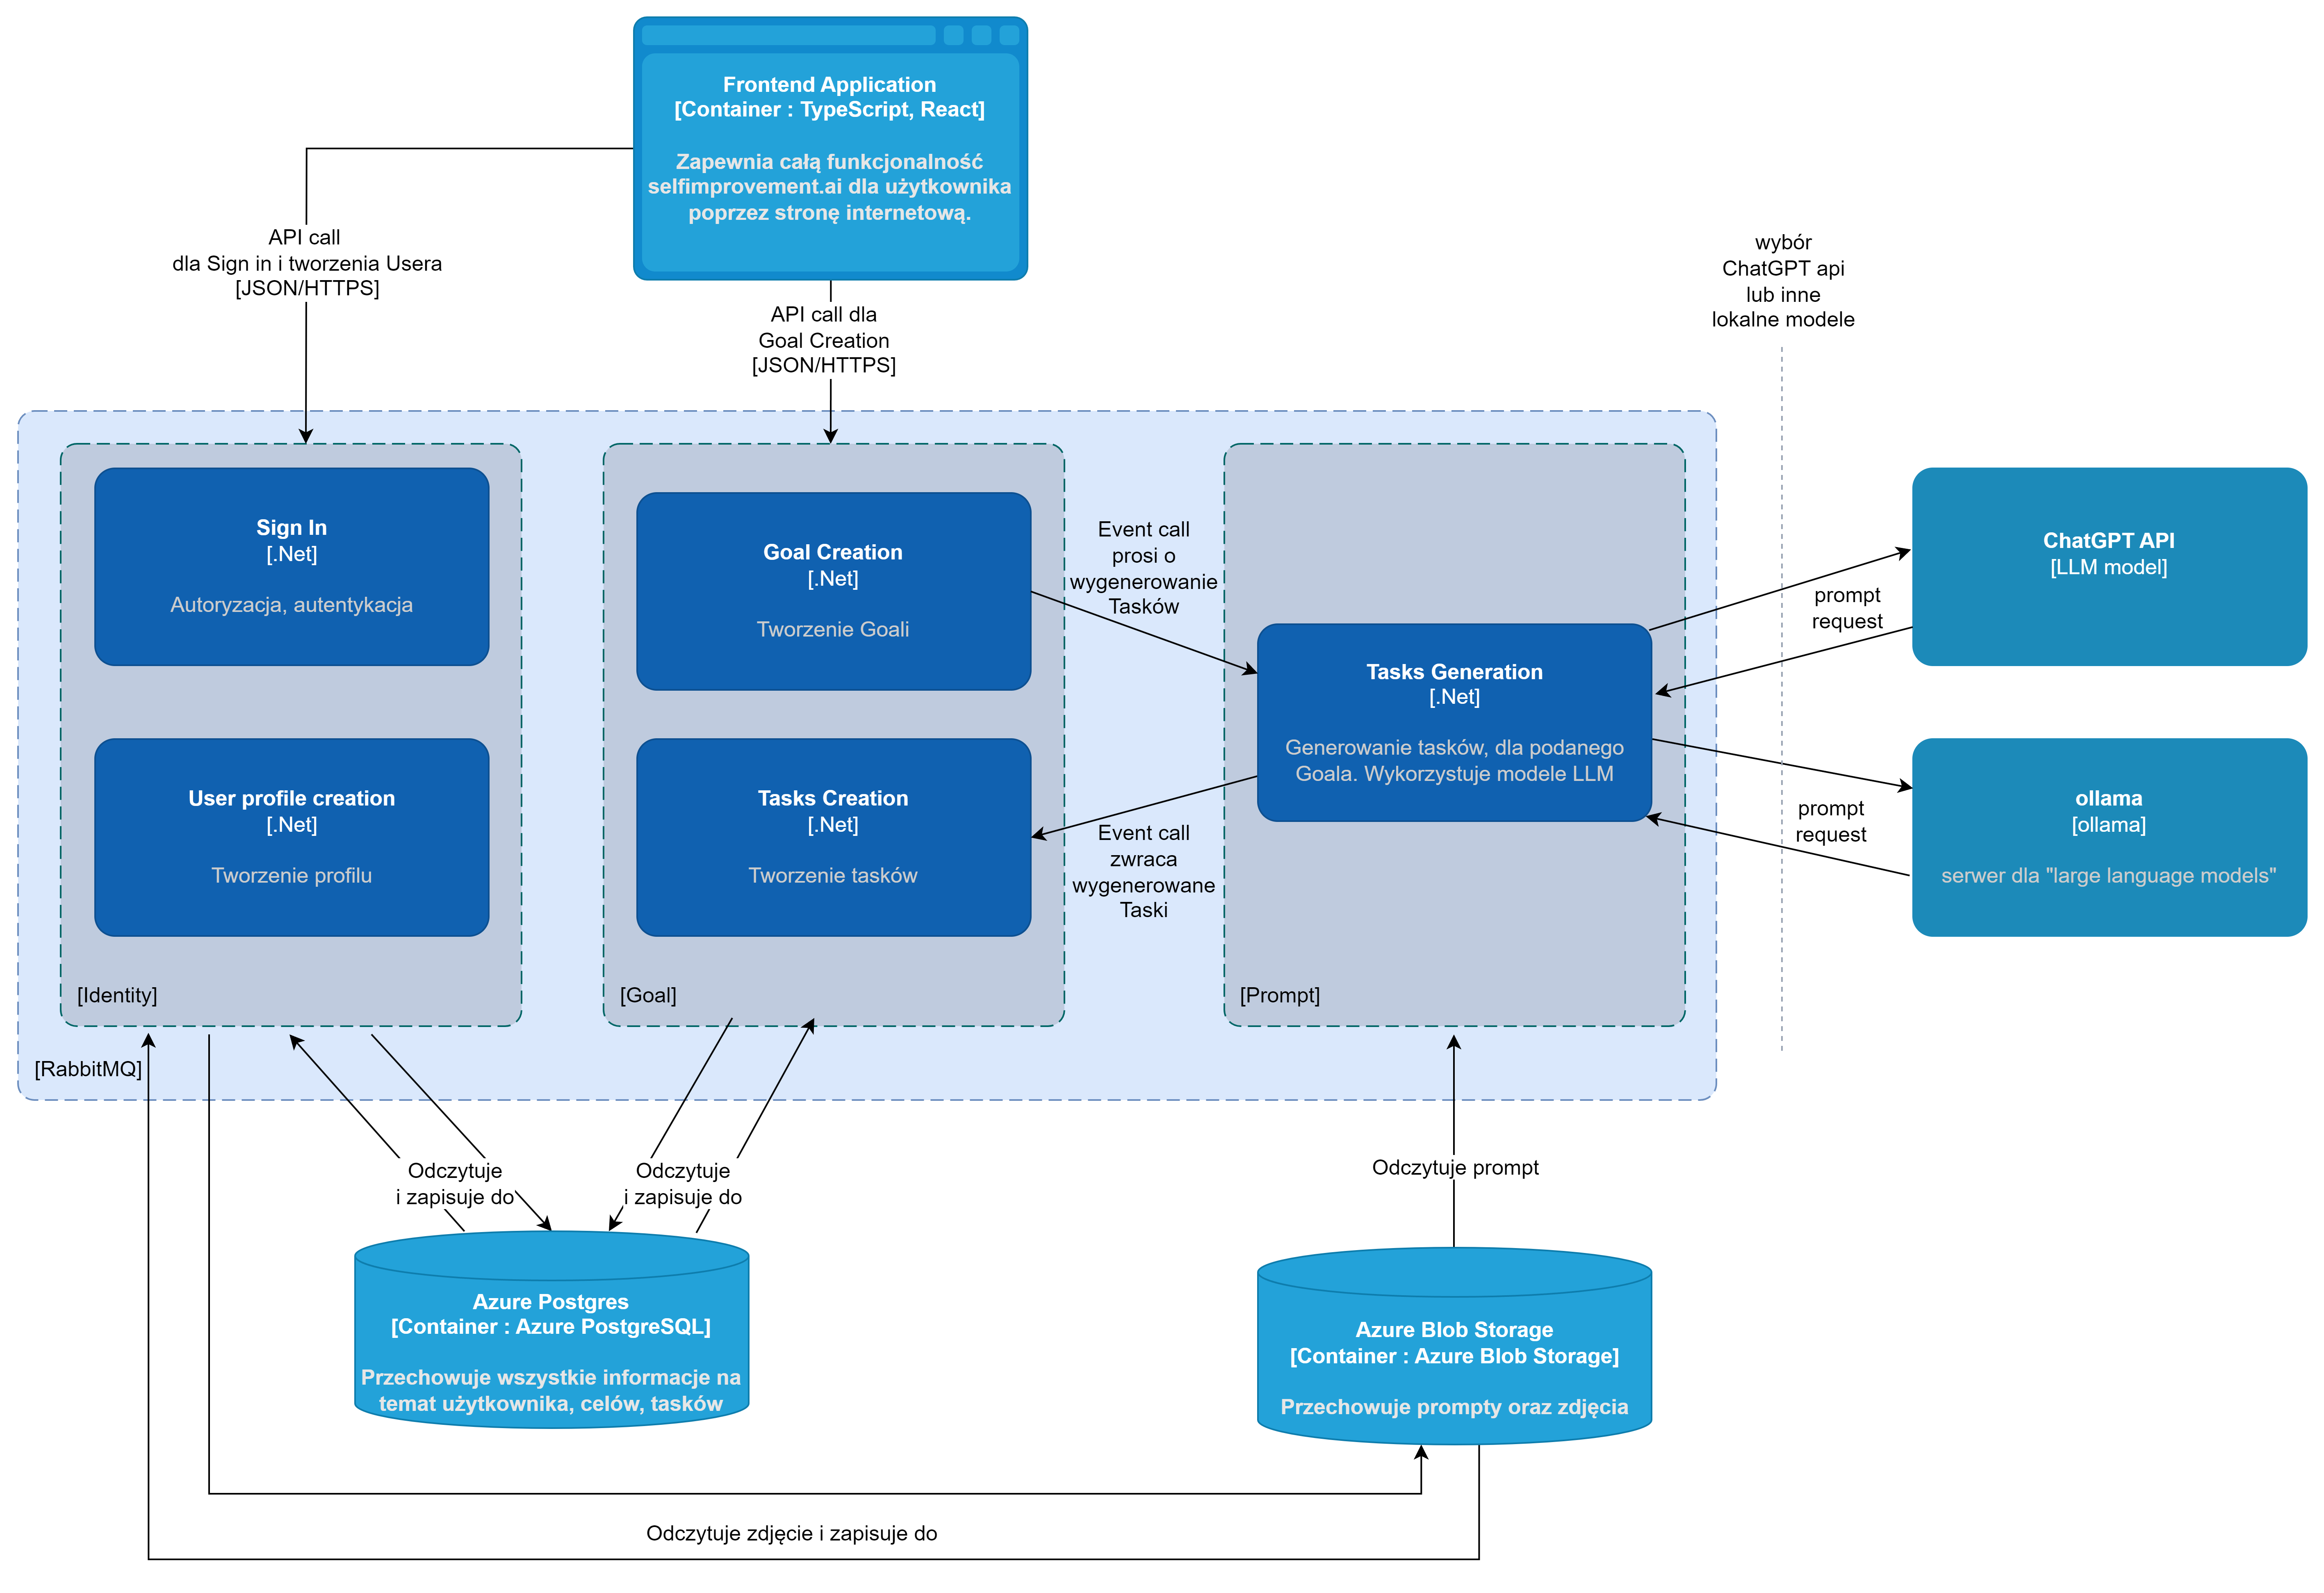 Frontend Application
[Container : TypeScript, React]
Zapewnia całą funkcjonalność
selfimprovement.ai dla użytkownika
poprzez stronę internetową.
API call
dla Sign in i tworzenia Usera
[JSON/HTTPS]
API call dla
Goal Creation
[JSON/HTTPS]
wybór
ChatGPT api
lub inne
lokalne modele
Sign In
[.Net]
Autoryzacja, autentykacja
User profile creation
[.Net]
Tworzenie profilu
[Identity]
Goal Creation
[.Net]
Tworzenie Goali
Tasks Creation
[.Net]
Tworzenie tasków
[Goal]
Event call
prosi o
wygenerowanie
Tasków
Event call
zwraca
wygenerowane
Taski
Tasks Generation
[.Net]
Generowanie tasków, dla podanego
Goala. Wykorzystuje modele LLM
[Prompt]
prompt
request
prompt
request
ChatGPT API
[LLM model]
ollama
[ollama]
serwer dla "large language models"
[RabbitMQ]
Odczytuje
i zapisuje do
Odczytuje
i zapisuje do
Odczytuje prompt
Azure Postgres
[Container : Azure PostgreSQL]
Przechowuje wszystkie informacje na
temat użytkownika, celów, tasków
Azure Blob Storage
[Container : Azure Blob Storage]
Przechowuje prompty oraz zdjęcia
Odczytuje zdjęcie i zapisuje do